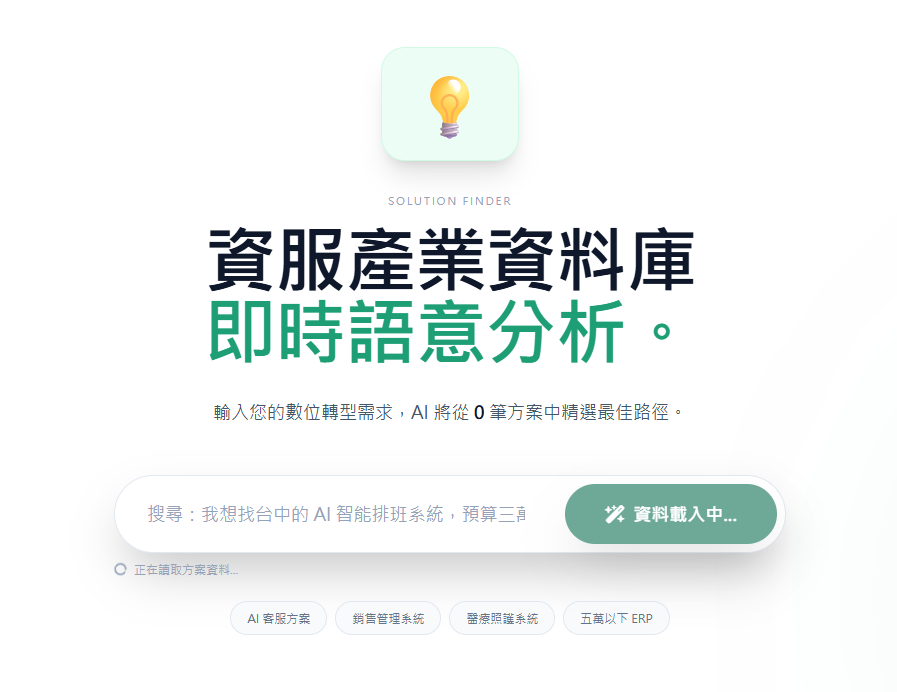 SOLUTION FINDER
資服產業資料庫
即時語意分析。
輸入您的數位轉型需求，AI 將從 0 筆方案中精選最佳路徑。
搜尋：我想找台中的 AI 智能排班系統，預算三
資料載入中...
正在讀取方案資料...
AI 客服方案
銷售管理系統
醫療照護系統
五萬以下 ERP